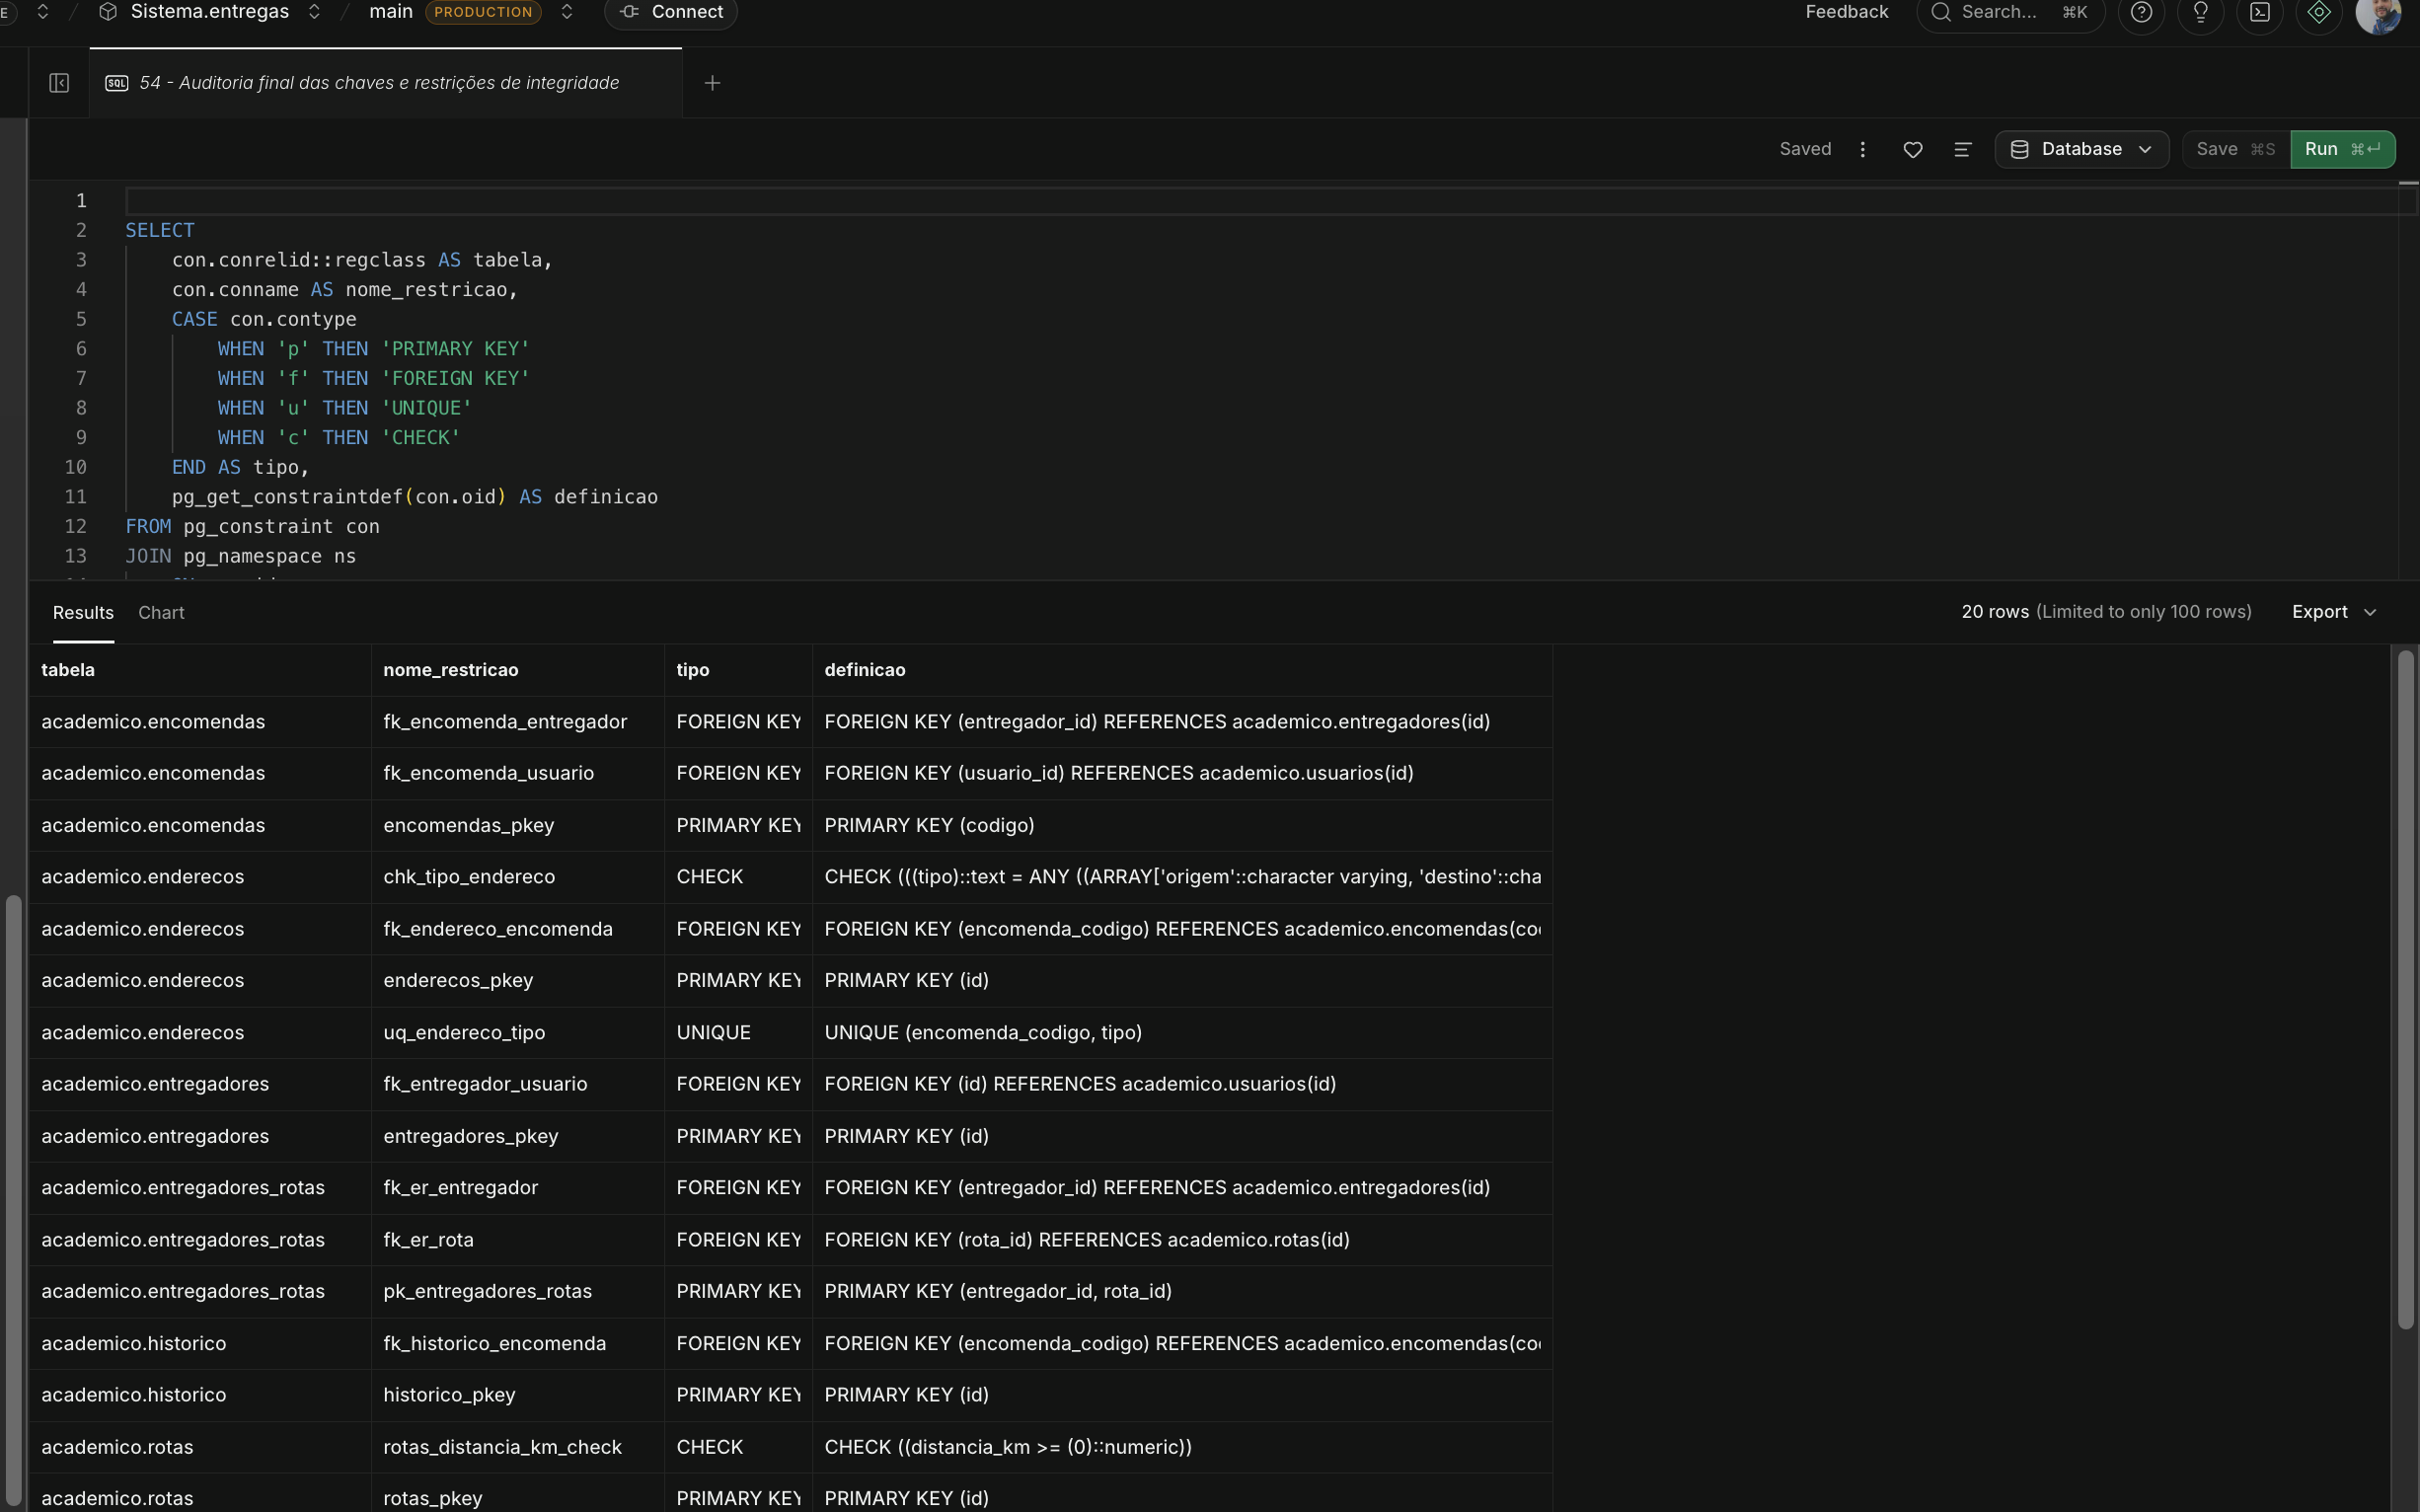 E Sistema.entregas / main PRODUCTION Connect Feedback Search... ⌘K
54 - Auditoria final das chaves e restrições de integridade
Saved Database Save ⌘S Run ⌘↵
1
2 SELECT
3 con.conrelid::regclass AS tabela,
4 con.conname AS nome_restricao,
5 CASE con.contype
6 WHEN 'p' THEN 'PRIMARY KEY'
7 WHEN 'f' THEN 'FOREIGN KEY'
8 WHEN 'u' THEN 'UNIQUE'
9 WHEN 'c' THEN 'CHECK'
10 END AS tipo,
11 pg_get_constraintdef(con.oid) AS definicao
12 FROM pg_constraint con
13 JOIN pg_namespace ns
Results Chart 20 rows (Limited to only 100 rows) Export
tabela nome_restricao tipo definicao
academico.encomendas fk_encomenda_entregador FOREIGN KEY FOREIGN KEY (entregador_id) REFERENCES academico.entregadores(id)
academico.encomendas fk_encomenda_usuario FOREIGN KEY FOREIGN KEY (usuario_id) REFERENCES academico.usuarios(id)
academico.encomendas encomendas_pkey PRIMARY KEY PRIMARY KEY (codigo)
academico.enderecos chk_tipo_endereco CHECK CHECK (((tipo)::text = ANY ((ARRAY['origem'::character varying, 'destino'::cha
academico.enderecos fk_endereco_encomenda FOREIGN KEY FOREIGN KEY (encomenda_codigo) REFERENCES academico.encomendas(co
academico.enderecos enderecos_pkey PRIMARY KEY PRIMARY KEY (id)
academico.enderecos uq_endereco_tipo UNIQUE UNIQUE (encomenda_codigo, tipo)
academico.entregadores fk_entregador_usuario FOREIGN KEY FOREIGN KEY (id) REFERENCES academico.usuarios(id)
academico.entregadores entregadores_pkey PRIMARY KEY PRIMARY KEY (id)
academico.entregadores_rotas fk_er_entregador FOREIGN KEY FOREIGN KEY (entregador_id) REFERENCES academico.entregadores(id)
academico.entregadores_rotas fk_er_rota FOREIGN KEY FOREIGN KEY (rota_id) REFERENCES academico.rotas(id)
academico.entregadores_rotas pk_entregadores_rotas PRIMARY KEY PRIMARY KEY (entregador_id, rota_id)
academico.historico fk_historico_encomenda FOREIGN KEY FOREIGN KEY (encomenda_codigo) REFERENCES academico.encomendas(co
academico.historico historico_pkey PRIMARY KEY PRIMARY KEY (id)
academico.rotas rotas_distancia_km_check CHECK CHECK ((distancia_km >= (0)::numeric))
academico.rotas rotas_pkey PRIMARY KEY PRIMARY KEY (id)